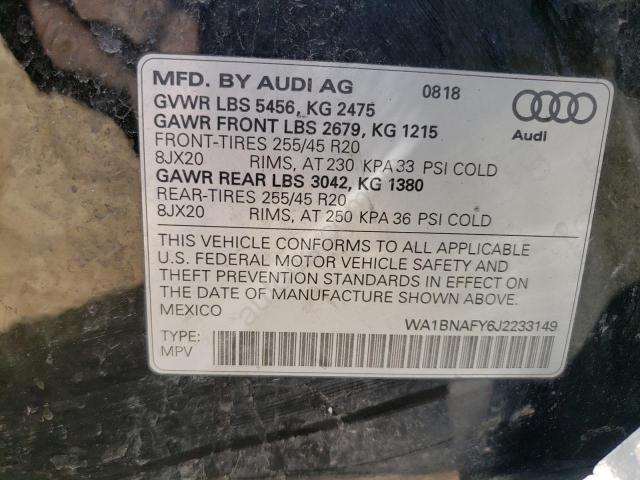 MFD. BY AUDI AG 0818
GVWR LBS 5456, KG 2475
GAWR FRONT LBS 2679, KG 1215
FRONT-TIRES 255/45 R20
8JX20 RIMS, AT 230 KPA 33 PSI COLD
GAWR REAR LBS 3042, KG 1380
REAR-TIRES 255/45 R20
8JX20 RIMS, AT 250 KPA 36 PSI COLD
Audi
THIS VEHICLE CONFORMS TO ALL APPLICABLE
U.S. FEDERAL MOTOR VEHICLE SAFETY AND
THEFT PREVENTION STANDARDS IN EFFECT ON
THE DATE OF MANUFACTURE SHOWN ABOVE.
MEXICO
WA1BNAFY6J2233149
TYPE:
MPV